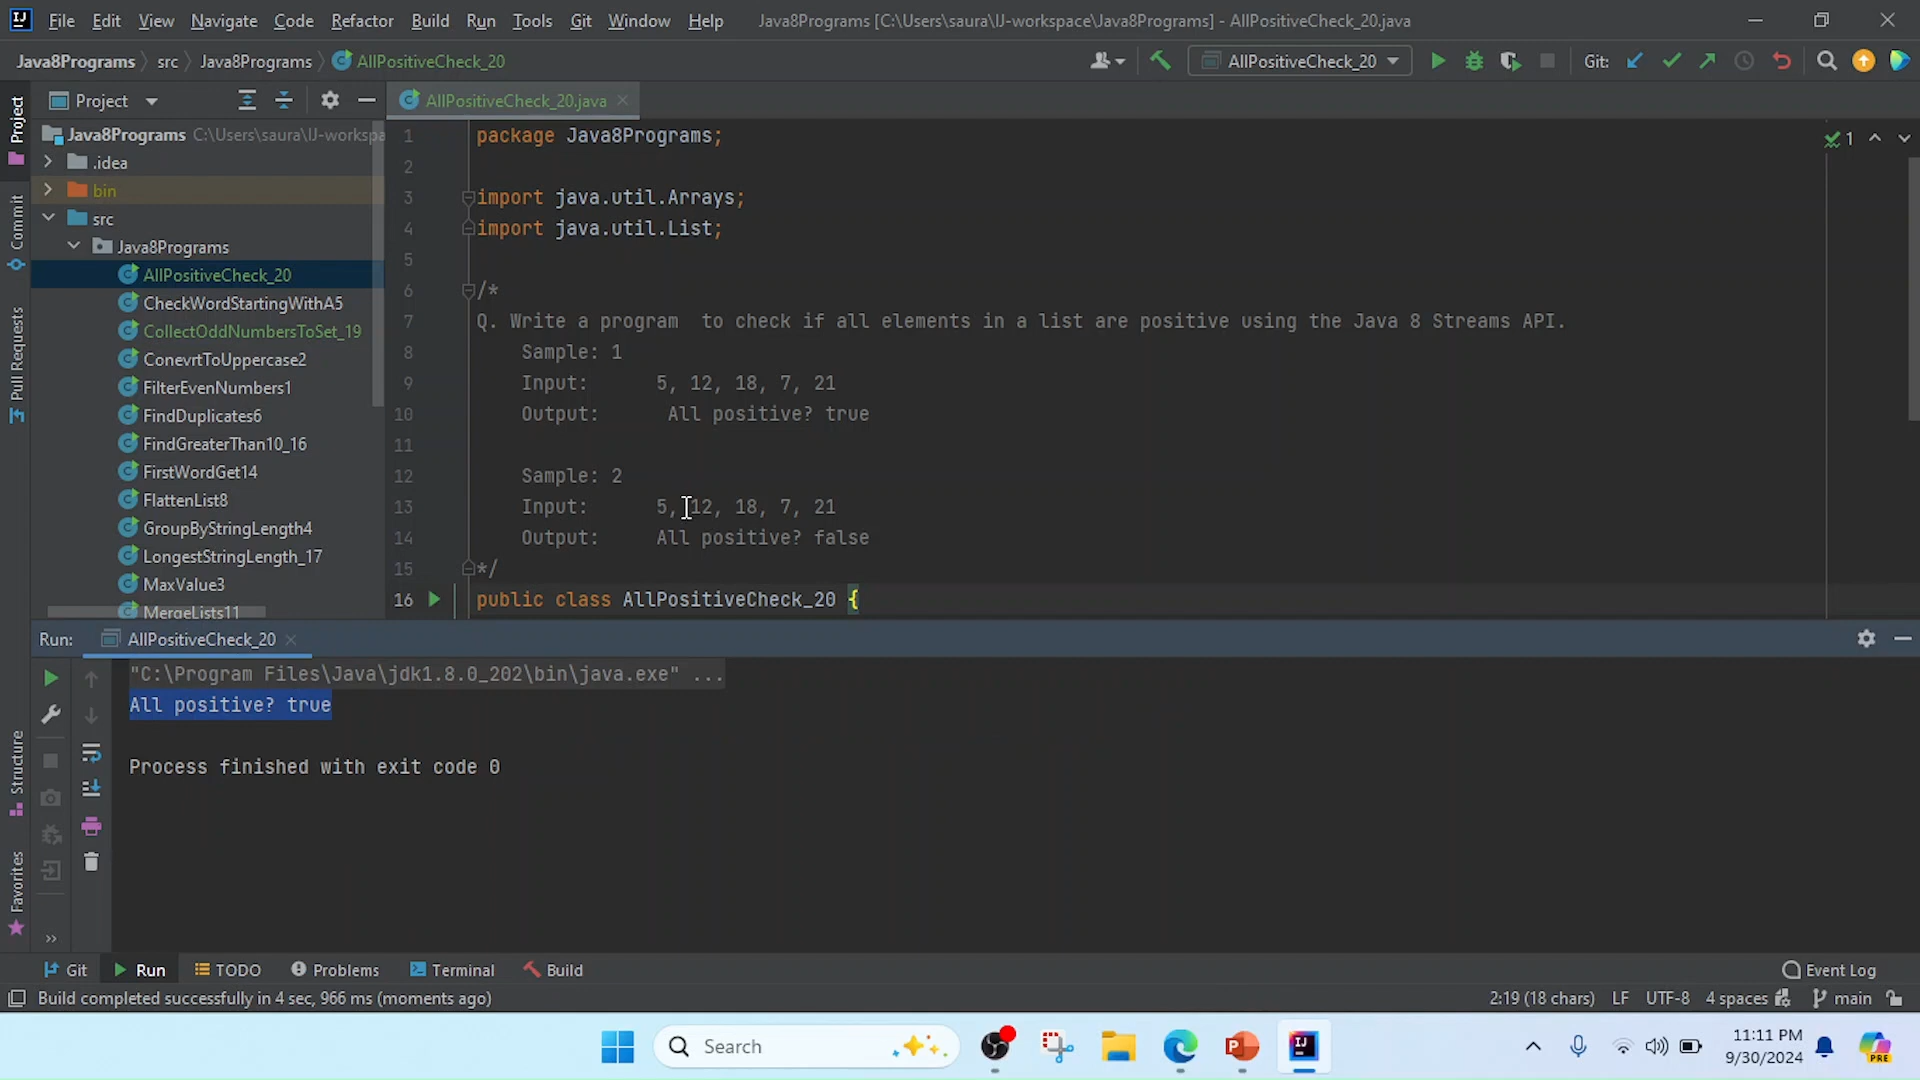 File Edit View Navigate Code Refactor Build Run Tools Git Window Help Java8Programs [C:\Users\saura\IJ-workspace\Java8Programs] - AllPositiveCheck_20.java
Java8Programs src Java8Programs AllPositiveCheck_20 AllPositiveCheck_20 Git:
Project AllPositiveCheck_20.java
Project
Commit
Pull Requests
Structure
Favorites
Java8Programs C:\Users\saura\IJ-workspa
.idea
bin
src
Java8Programs
AllPositiveCheck_20
CheckWordStartingWithA5
CollectOddNumbersToSet_19
ConevrtToUppercase2
FilterEvenNumbers1
FindDuplicates6
FindGreaterThan10_16
FirstWordGet14
FlattenList8
GroupByStringLength4
LongestStringLength_17
MaxValue3
MergeLists11
1 package Java8Programs; 1
2
3 import java.util.Arrays;
4 import java.util.List;
5
6 /*
7 Q. Write a program  to check if all elements in a list are positive using the Java 8 Streams API.
8 Sample: 1
9 Input: 5, 12, 18, 7, 21
10 Output: All positive? true
11
12 Sample: 2
13 Input: 5, 12, 18, 7, 21
14 Output: All positive? false
15 */
16 public class AllPositiveCheck_20 {
Run: AllPositiveCheck_20
"C:\Program Files\Java\jdk1.8.0_202\bin\java.exe" ...
All positive? true
Process finished with exit code 0
Git Run TODO Problems Terminal Build Event Log
Build completed successfully in 4 sec, 966 ms (moments ago) 2:19 (18 chars) LF UTF-8 4 spaces main
Search 11:11 PM
9/30/2024
PRE